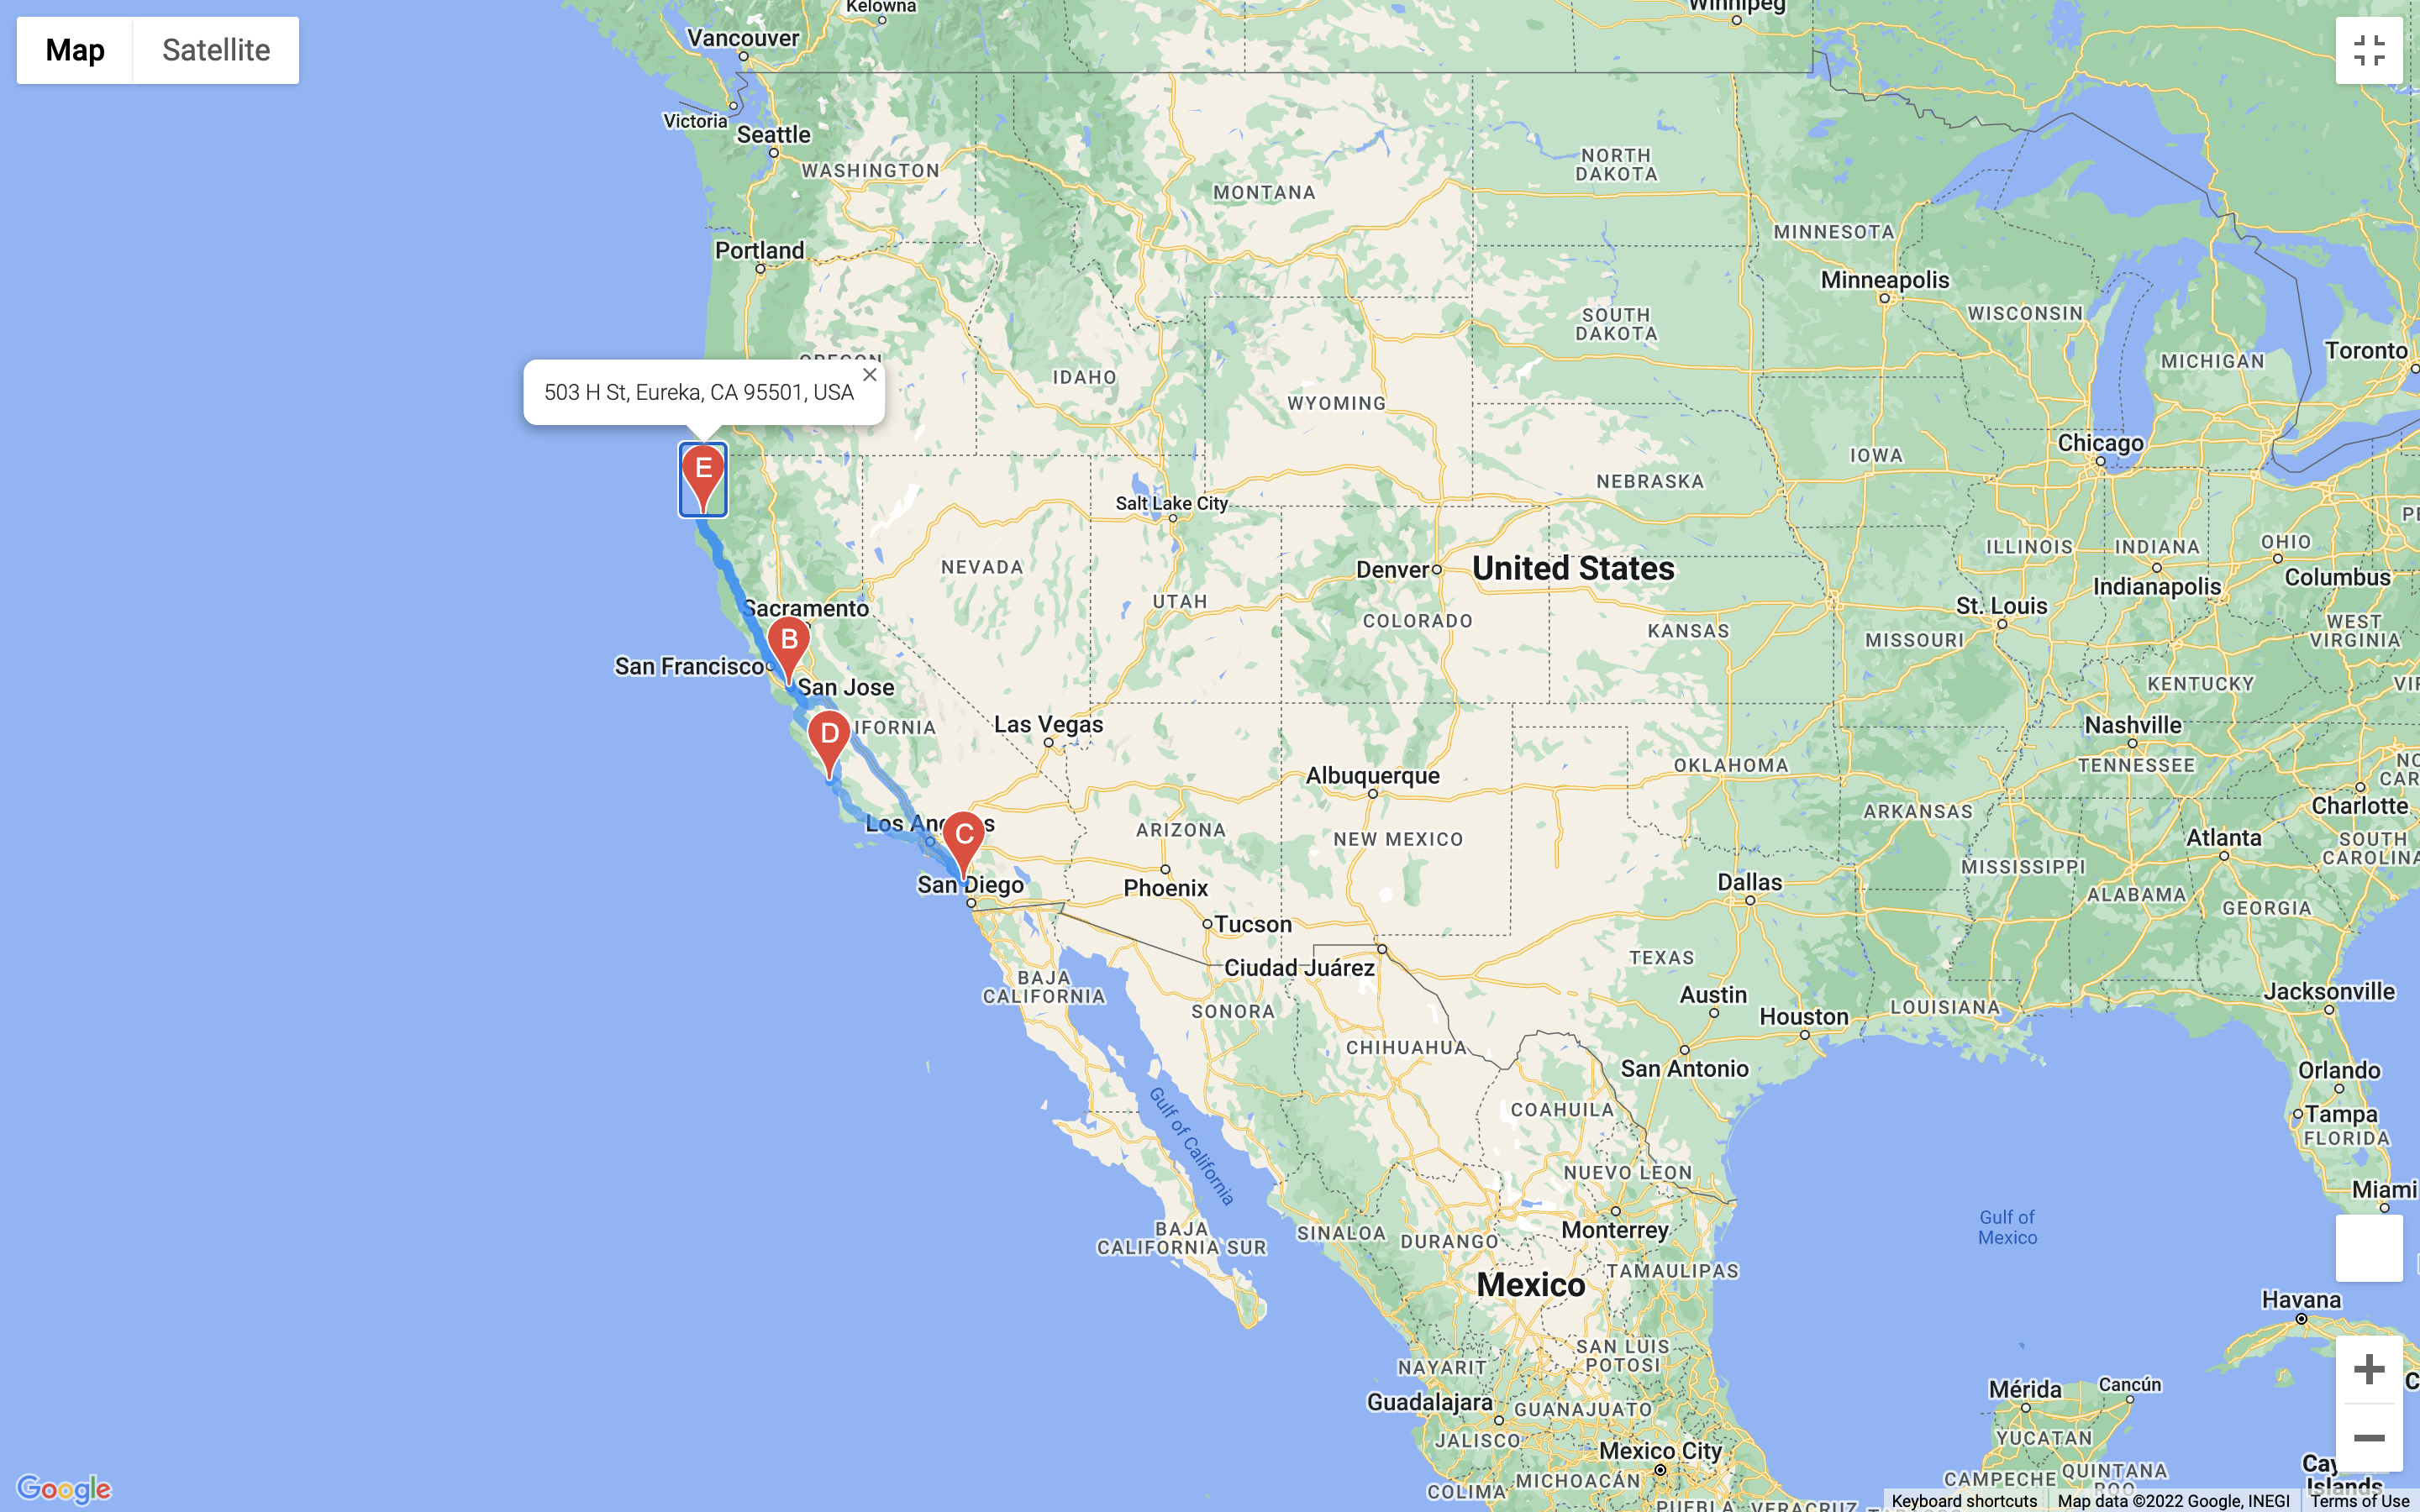 Map
Satellite
Kelowna
Winnipeg
Vancouver
Victoria
Seattle
WASHINGTON
NORTH
DAKOTA
MONTANA
MINNESOTA
Portland
Minneapolis
WISCONSIN
SOUTH
DAKOTA
MICHIGAN
Toronto
OREGON
IDAHO
503 H St, Eureka, CA 95501, USA
WYOMING
Chicago
IOWA
E
NEBRASKA
Salt Lake City
ILLINOIS
INDIANA
OHIO
NEVADA
Denver
United States
Columbus
Indianapolis
UTAH
Sacramento
St. Louis
COLORADO
KANSAS
MISSOURI
WEST
VIRGINIA
B
San Francisco
San Jose
KENTUCKY
IFORNIA
Las Vegas
Nashville
D
TENNESSEE
OKLAHOMA
Albuquerque
Charlotte
ARKANSAS
Los Angeles
C
ARIZONA
NEW MEXICO
Atlanta
SOUTH
CAROLINA
MISSISSIPPI
San Diego
Phoenix
Dallas
ALABAMA
GEORGIA
Tucson
TEXAS
Ciudad Juárez
BAJA
CALIFORNIA
SONORA
Austin
Houston
LOUISIANA
Jacksonville
CHIHUAHUA
San Antonio
Orlando
COAHUILA
Tampa
FLORIDA
Gulf of California
NUEVO LEON
Miami
Monterrey
Gulf of
Mexico
BAJA
CALIFORNIA SUR
SINALOA
DURANGO
TAMAULIPAS
Mexico
Havana
SAN LUIS
POTOSI
NAYARIT
Mérida
Cancún
Guadalajara
GUANAJUATO
JALISCO
YUCATAN
Mexico City
CAMPECHE
QUINTANA
ROO
Islands
MICHOACÁN
COLIMA
PUEBLA
VERACRUZ
Google
Keyboard shortcuts
Map data ©2022 Google, INEGI
Terms of Use